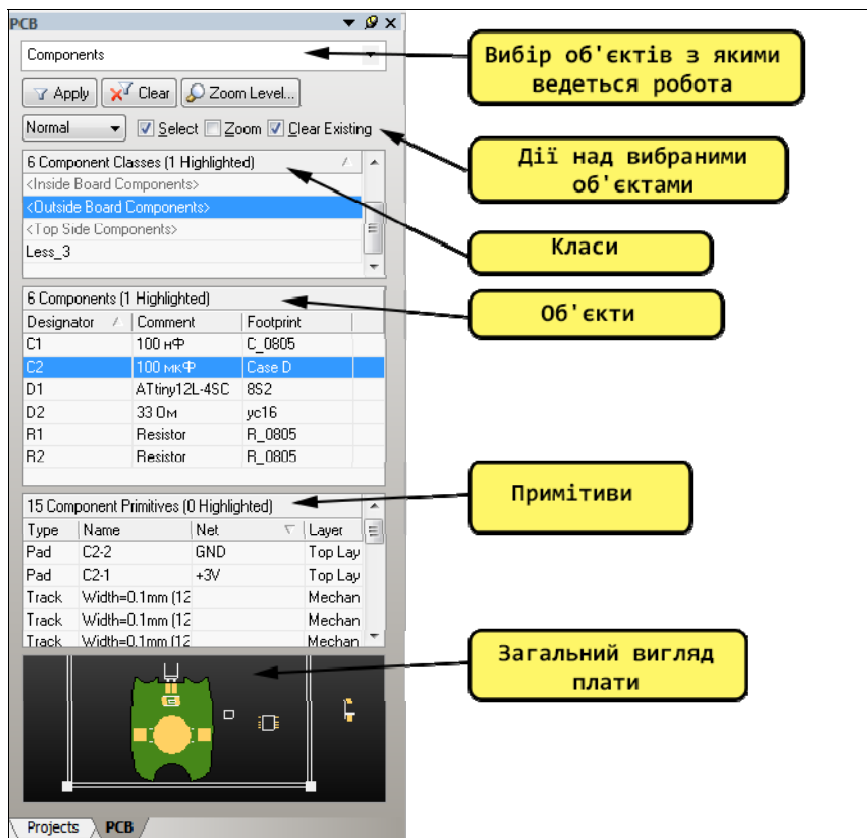 PCB
Components
Вибір об'єктів з якими
ведеться робота
Apply Clear Zoom Level...
Normal Select Zoom Clear Existing
Дії над вибраними
об'єктами
6 Component Classes (1 Highlighted)
<Inside Board Components>
<Outside Board Components>
<Top Side Components>
Less_3
Класи
6 Components (1 Highlighted)
Об'єкти
Designator Comment Footprint
C1 100 нФ C_0805
C2 100 мкФ Case D
D1 ATtiny12L-4SC 8S2
D2 33 Ом yc16
R1 Resistor R_0805
R2 Resistor R_0805
Примітиви
15 Component Primitives (0 Highlighted)
Type Name Net Layer
Pad C2-2 GND Top Lay
Pad C2-1 +3V Top Lay
Track Width=0.1mm (12 Mechan
Track Width=0.1mm (12 Mechan
Track Width=0.1mm (12 Mechan
Загальний вигляд
плати
Projects PCB